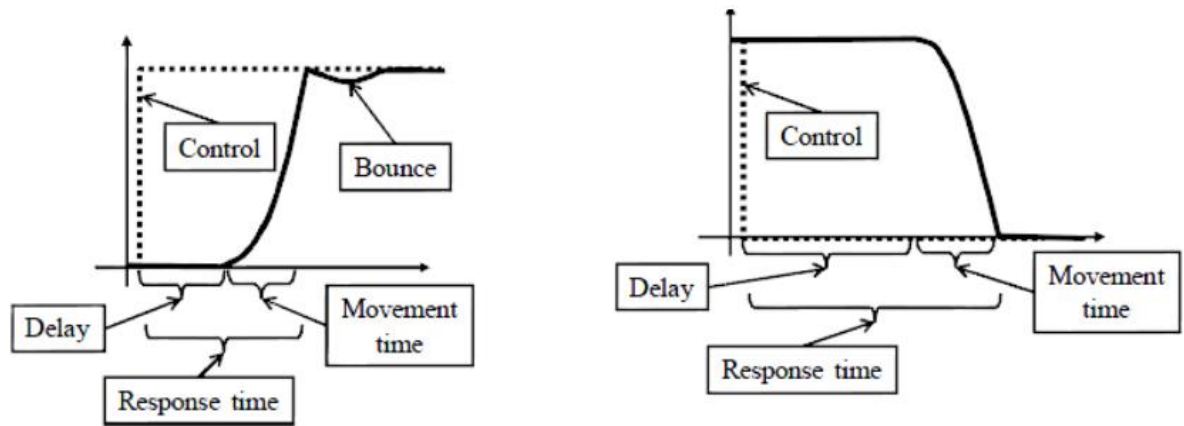 Control
Bounce
Delay
Movement
time
Response time
Control
Delay
Movement
time
Response time